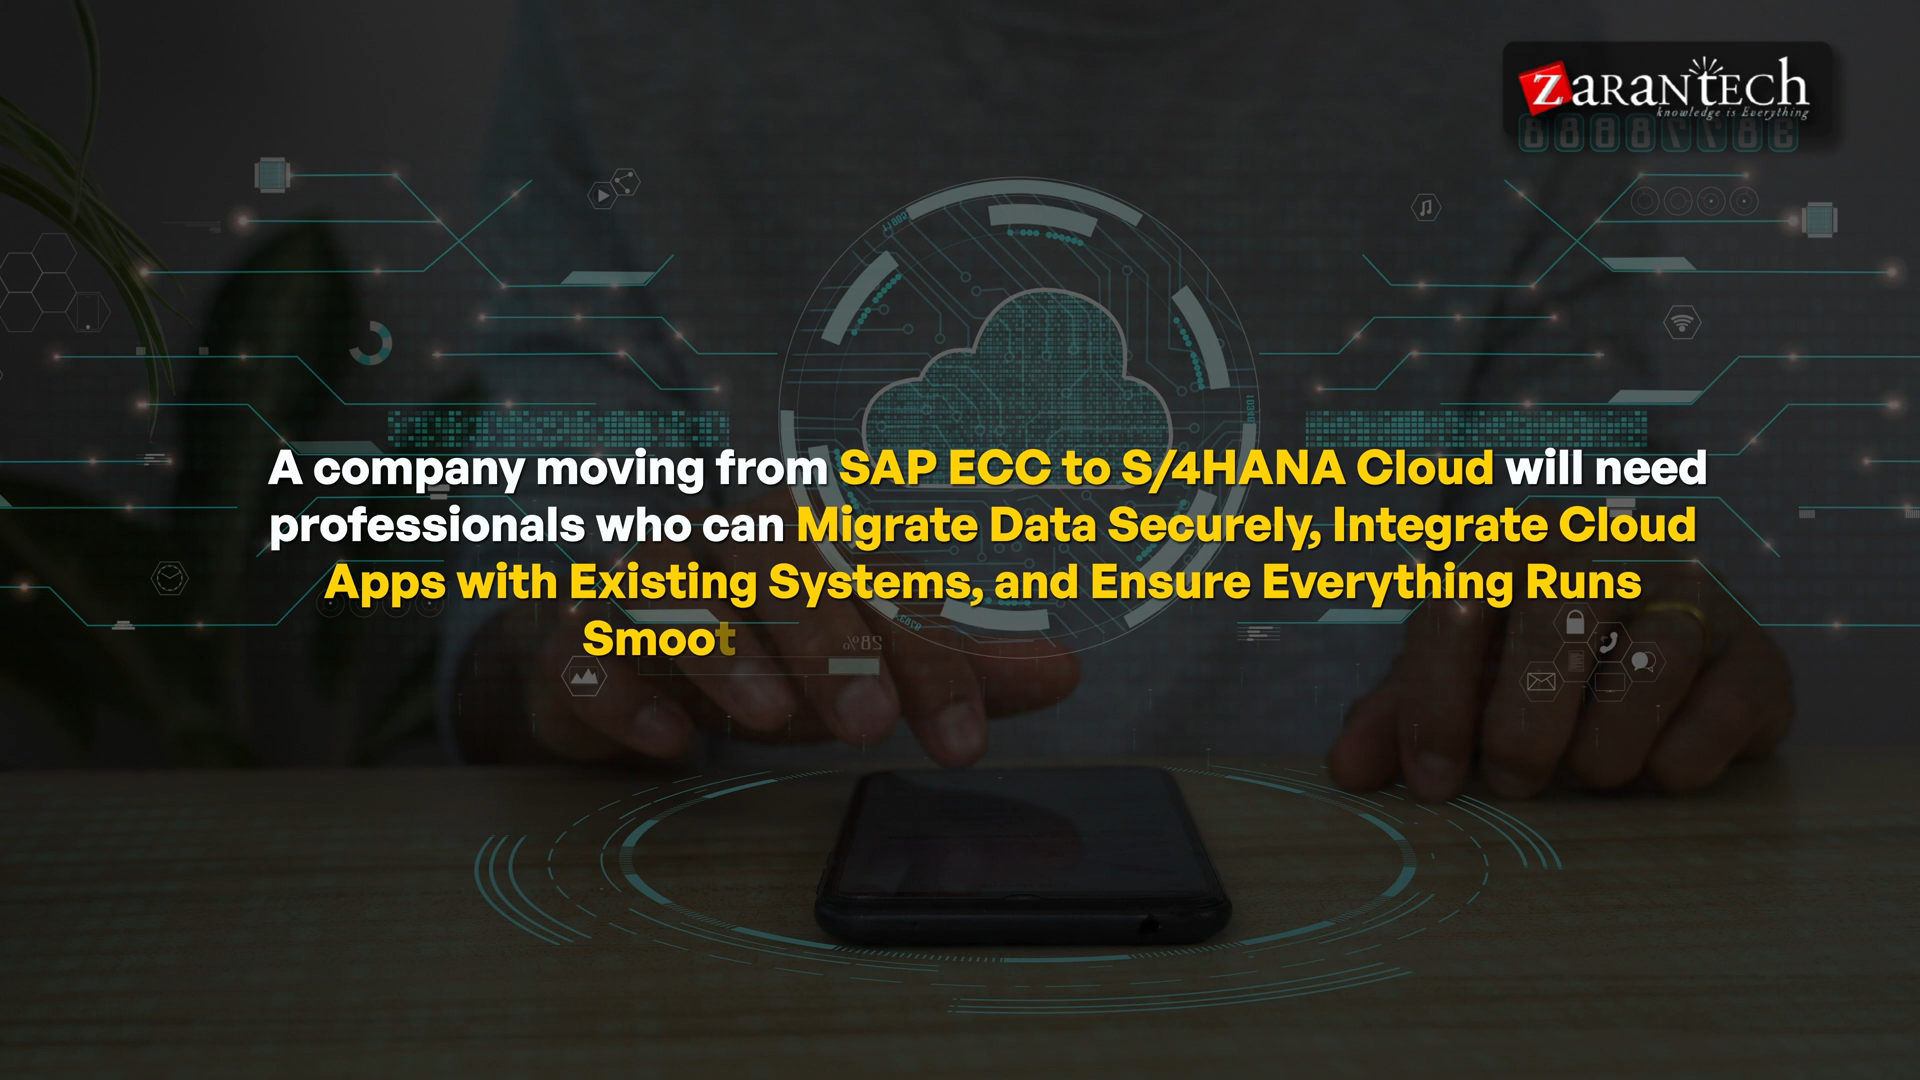 ZARANTECH
knowledge is Everything
A company moving from SAP ECC to S/4HANA Cloud will need
professionals who can Migrate Data Securely, Integrate Cloud
Apps with Existing Systems, and Ensure Everything Runs
Smoot
28%